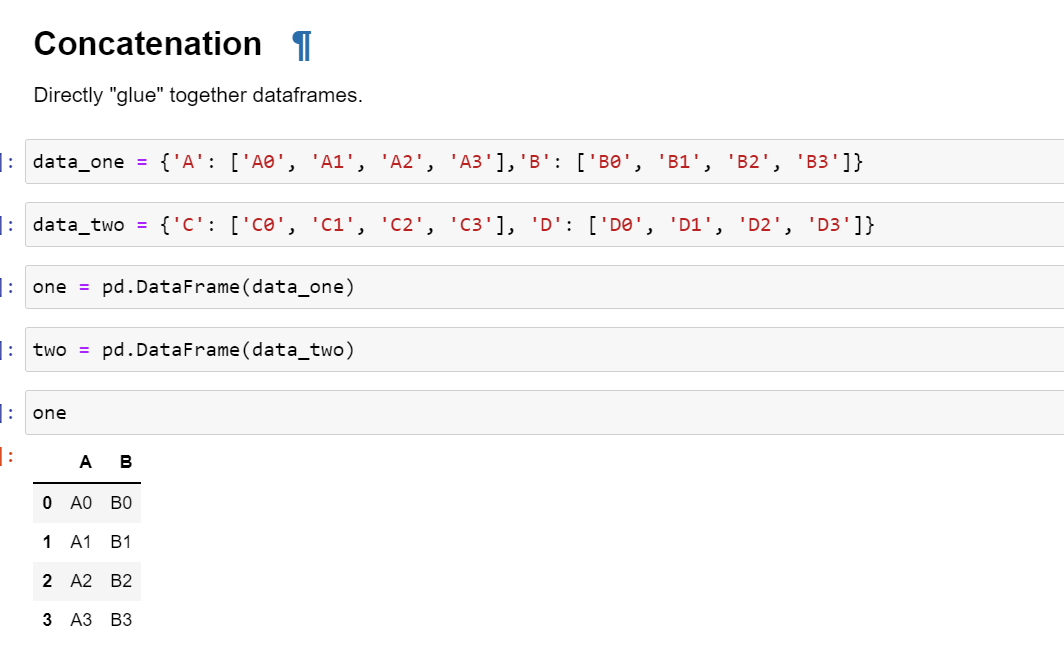 Concatenation ¶
Directly "glue" together dataframes.
]: data_one = {'A': ['A0', 'A1', 'A2', 'A3'],'B': ['B0', 'B1', 'B2', 'B3']}
]: data_two = {'C': ['C0', 'C1', 'C2', 'C3'], 'D': ['D0', 'D1', 'D2', 'D3']}
]: one = pd.DataFrame(data_one)
]: two = pd.DataFrame(data_two)
]: one
]:
A B
0 A0 B0
1 A1 B1
2 A2 B2
3 A3 B3